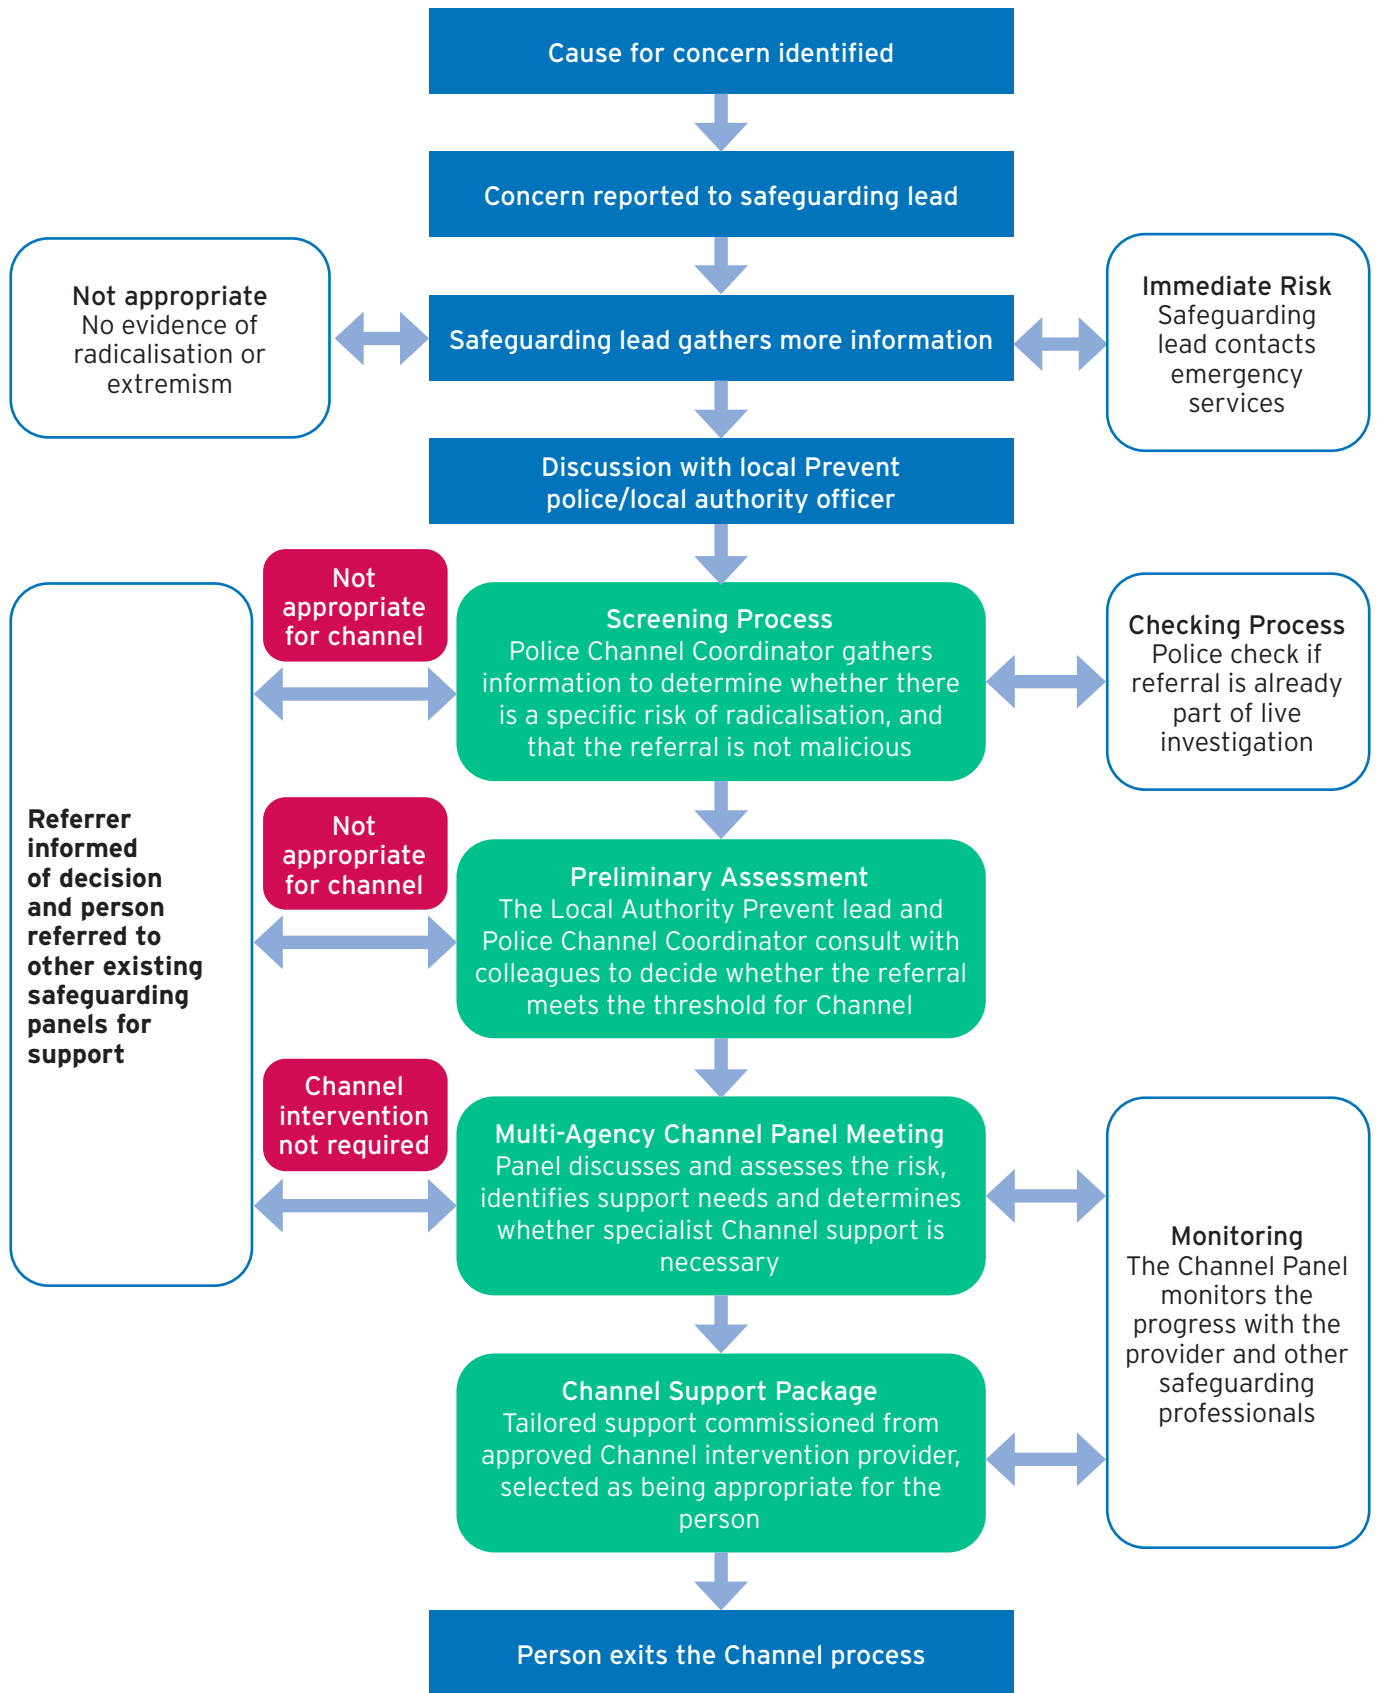 Cause for concern identified
Concern reported to safeguarding lead
Not appropriate
No evidence of
radicalisation or
extremism
Safeguarding lead gathers more information
Immediate Risk
Safeguarding
lead contacts
emergency
services
Discussion with local Prevent
police/local authority officer
Not
appropriate
for channel
Screening Process
Police Channel Coordinator gathers
information to determine whether there
is a specific risk of radicalisation, and
that the referral is not malicious
Checking Process
Police check if
referral is already
part of live
investigation
Referrer
informed
of decision
and person
referred to
other existing
safeguarding
panels for
support
Not
appropriate
for channel
Preliminary Assessment
The Local Authority Prevent lead and
Police Channel Coordinator consult with
colleagues to decide whether the referral
meets the threshold for Channel
Channel
intervention
not required
Multi-Agency Channel Panel Meeting
Panel discusses and assesses the risk,
identifies support needs and determines
whether specialist Channel support is
necessary
Monitoring
The Channel Panel
monitors the
progress with the
provider and other
safeguarding
professionals
Channel Support Package
Tailored support commissioned from
approved Channel intervention provider,
selected as being appropriate for the
person
Person exits the Channel process